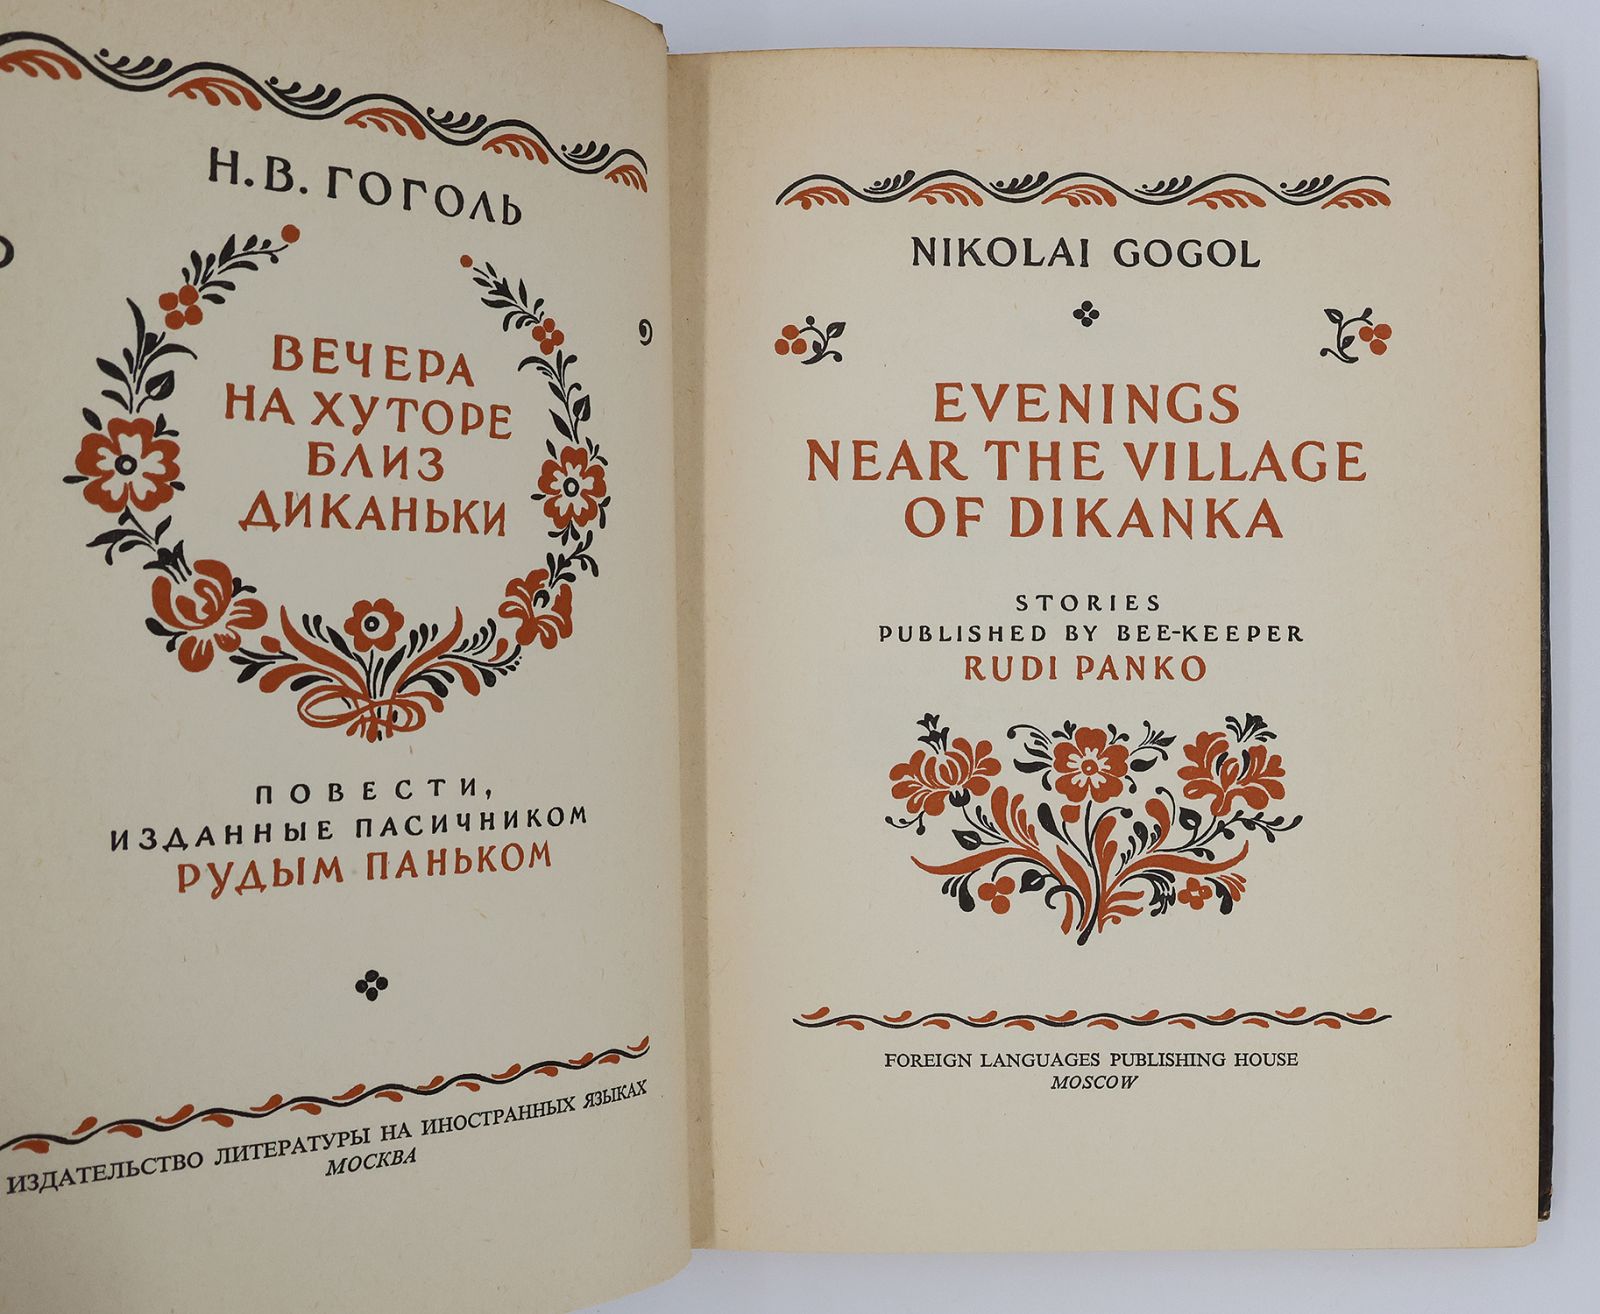 Н.В. ГОГОЛЬ
ВЕЧЕРА
НА ХУТОРЕ
БЛИЗ
ДИКАНЬКИ
ПОВЕСТИ,
ИЗДАННЫЕ ПАСИЧНИКОМ
РУДЫМ ПАНЬКОМ
ИЗДАТЕЛЬСТВО ЛИТЕРАТУРЫ НА ИНОСТРАННЫХ ЯЗЫКАХ
МОСКВА
NIKOLAI GOGOL
EVENINGS
NEAR THE VILLAGE
OF DIKANKA
STORIES
PUBLISHED BY BEE-KEEPER
RUDI PANKO
FOREIGN LANGUAGES PUBLISHING HOUSE
MOSCOW